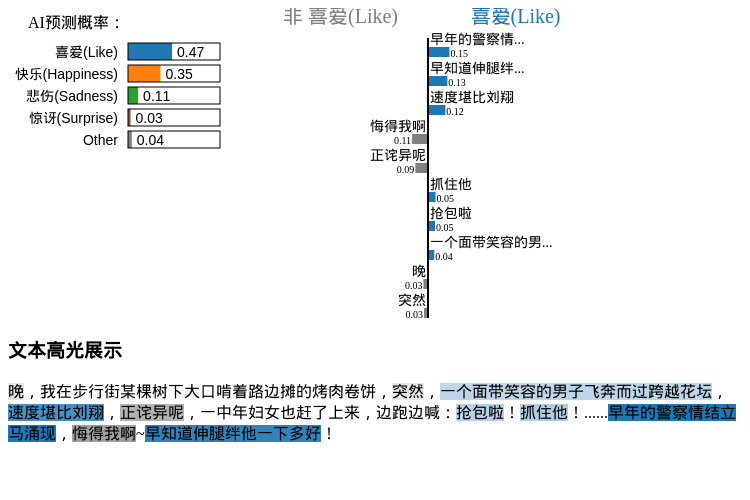 AI预测概率：
喜爱(Like) 0.47
快乐(Happiness) 0.35
悲伤(Sadness) 0.11
惊讶(Surprise) 0.03
Other 0.04
非 喜爱(Like) 喜爱(Like)
早年的警察情...
0.15
早知道伸腿绊...
0.13
速度堪比刘翔
0.12
悔得我啊
0.11
正诧异呢
0.09
抓住他
0.05
抢包啦
0.05
一个面带笑容的男...
0.04
晚
0.03
突然
0.03
文本高光展示
晚，我在步行街某棵树下大口啃着路边摊的烤肉卷饼，突然，一个面带笑容的男子飞奔而过跨越花坛，
速度堪比刘翔，正诧异呢，一中年妇女也赶了上来，边跑边喊：抢包啦！抓住他！......早年的警察情结立
马涌现，悔得我啊~早知道伸腿绊他一下多好！